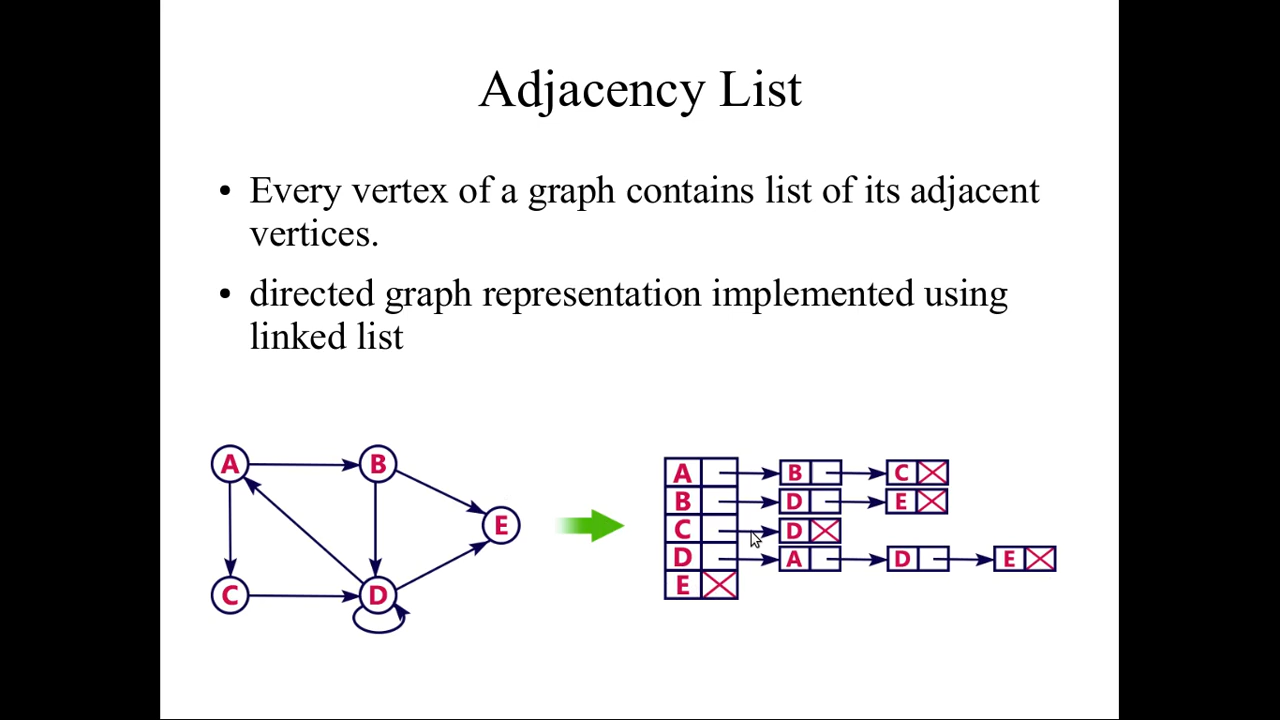 Adjacency List
• Every vertex of a graph contains list of its adjacent
vertices.
• directed graph representation implemented using
linked list
A B
E
C D
A B C
B D E
C D
D A D E
E